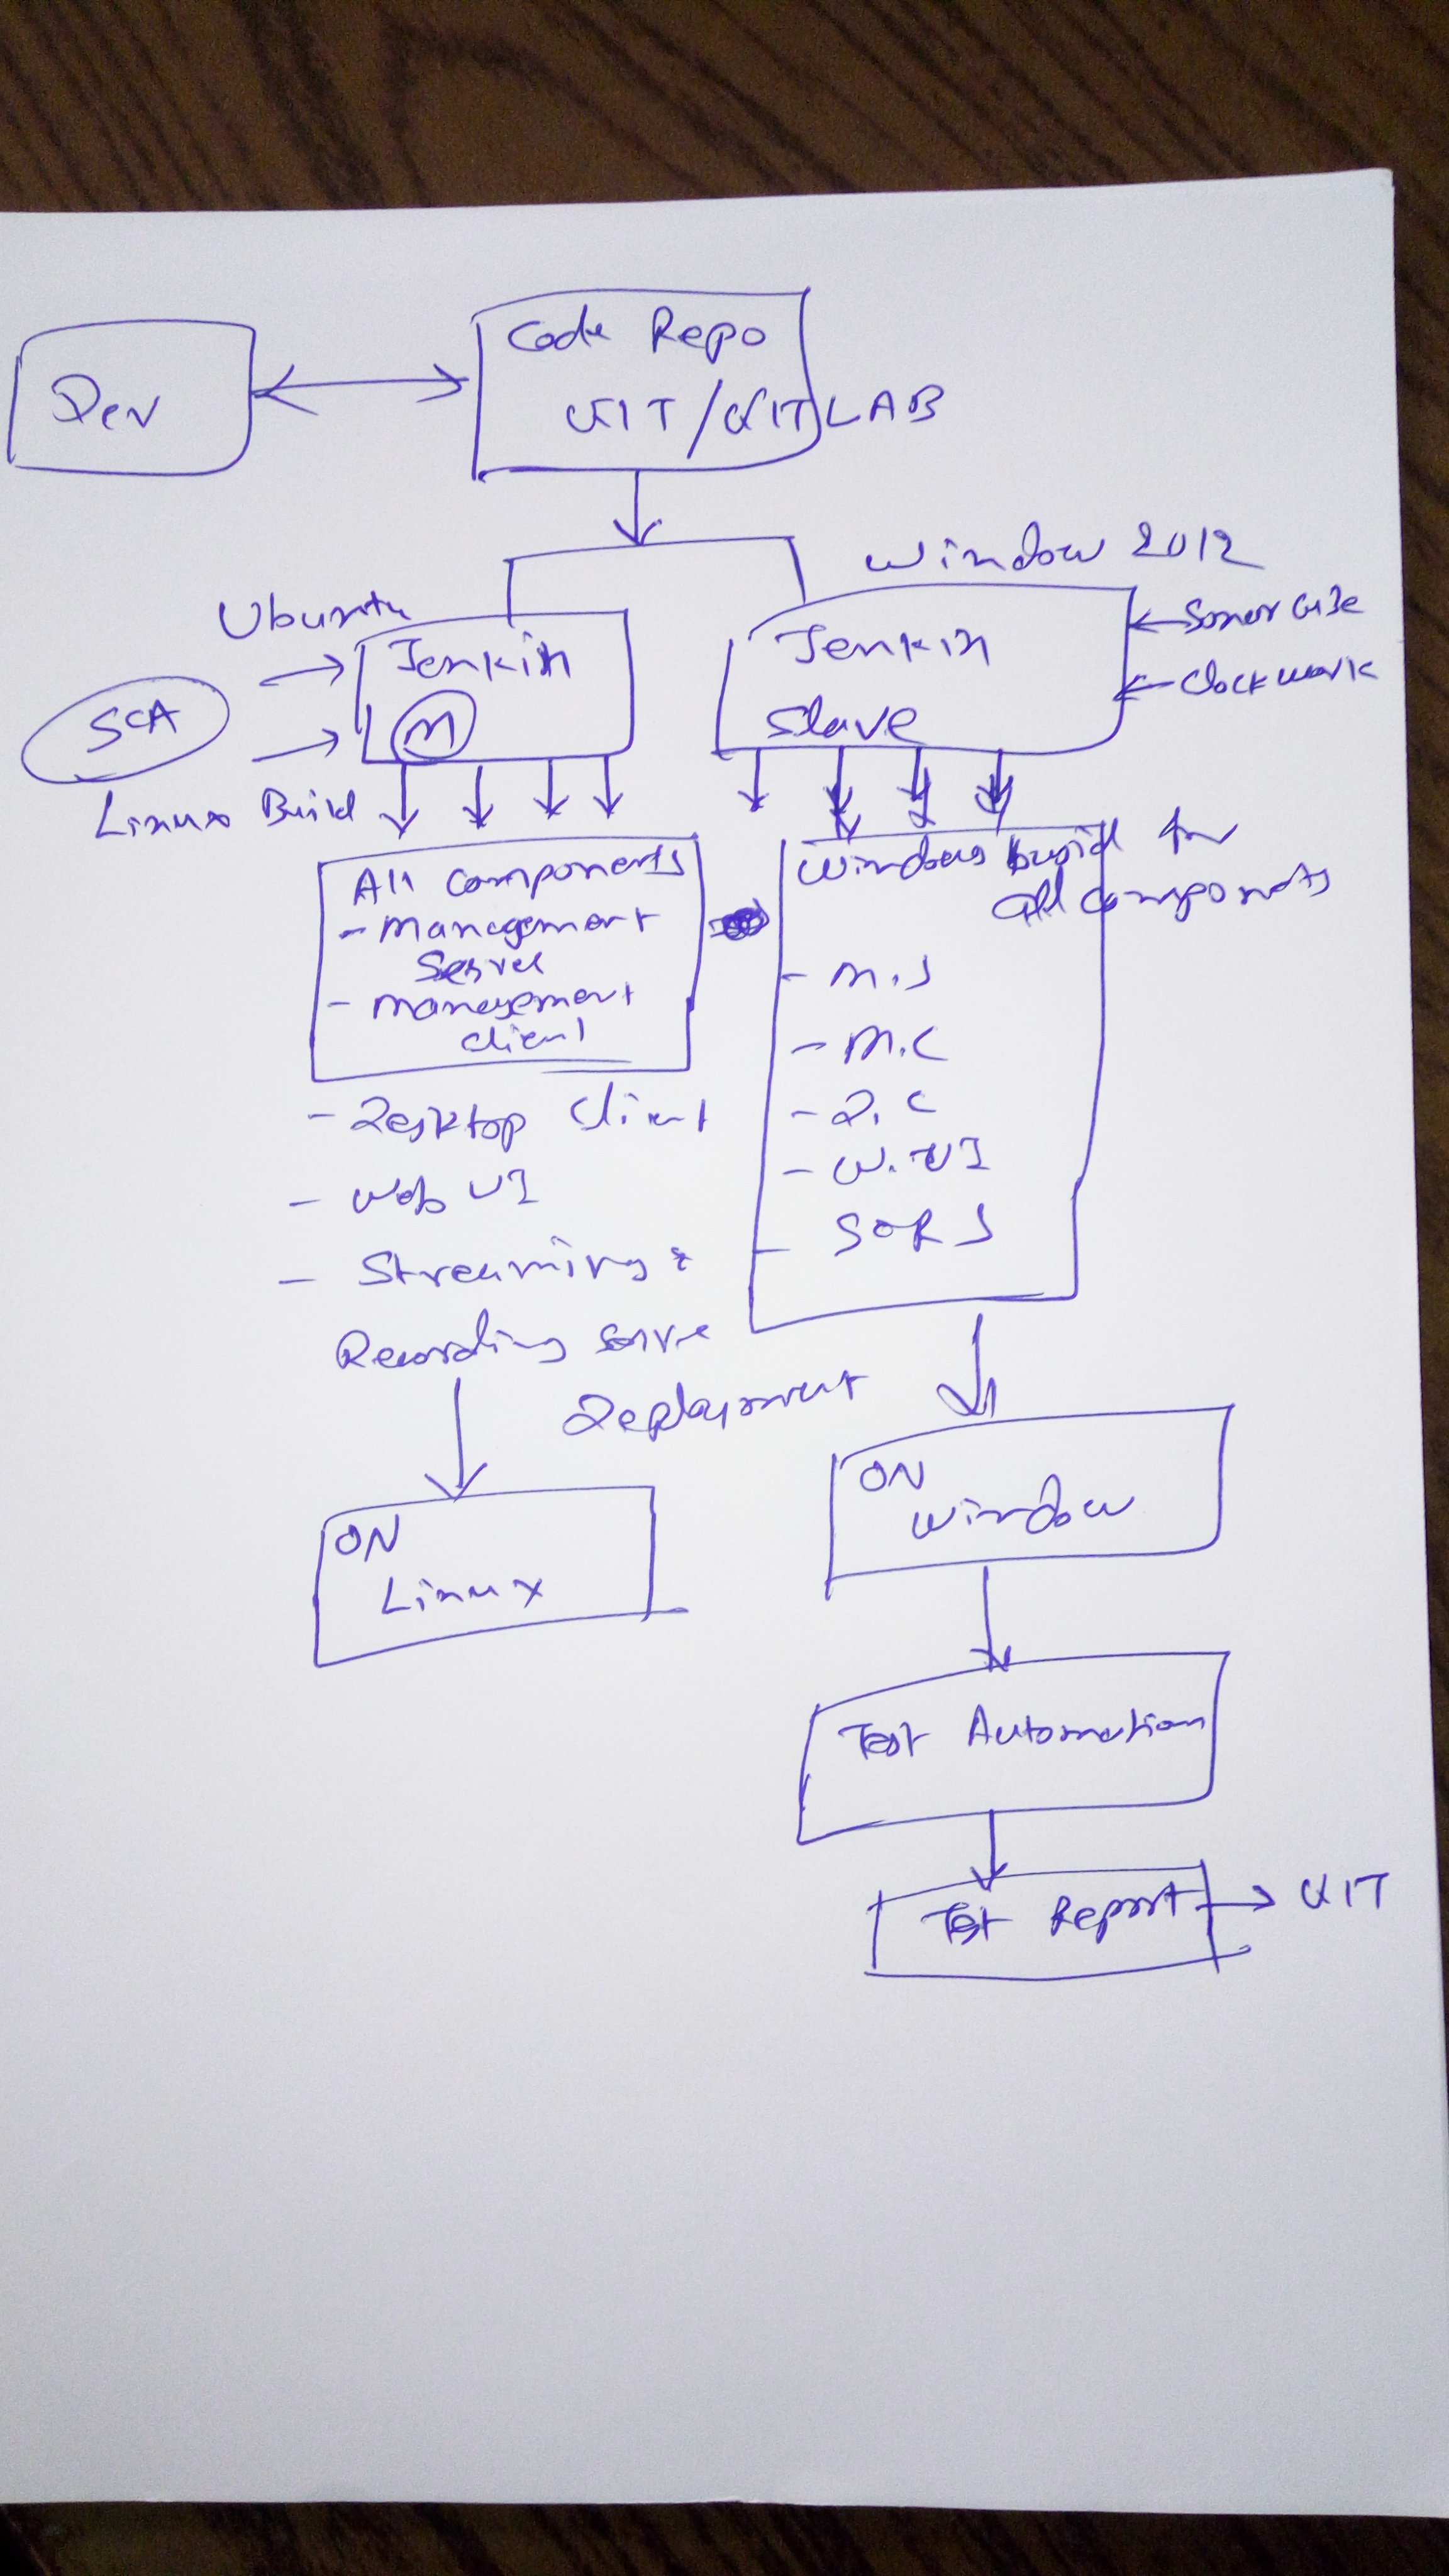 Dev
Code Repo
GIT/GITLAB
Window 2012
Ubuntu
Jenkin
M
SCA
Linux Build
Jenkin
Slave
Sonar Cube
Clockwork
All Components
- Management
Server
- Management
Client
- Desktop Client
- Web UI
- Streaming &
Recording Serve
Windows build for
all components
- M.S
- M.C
- D.C
- W.UI
- S&RS
Deployment
ON
Linux
ON
Window
Test Automation
Test Report
GIT